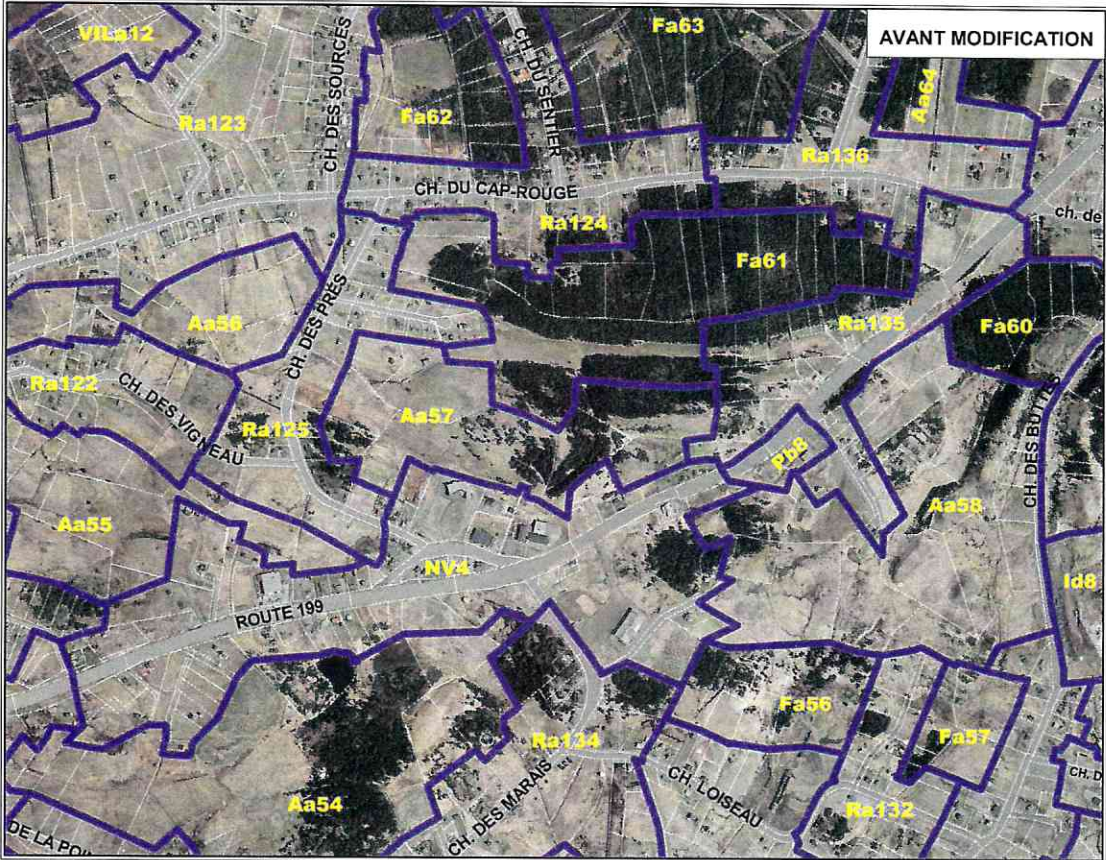 AVANT MODIFICATION
VILa12
Fa63
CH. DES SOURCES
CH. DU SENTIER
Aa64
Ra123
Fa62
Ra136
CH. DU CAP-ROUGE
Ra124
ch. de
Fa61
CH. DES PRÉS
Aa56
Ra135
Fa60
Ra122
CH. DES VIGNEAU
Aa57
Ra125
CH. DES BUTTES
Pb8
Aa55
Aa58
NV4
Id8
ROUTE 199
Fa56
Fa57
Ra134
CH. DES MARAIS
CH. LOISEAU
CH. D
Aa54
Ra132
DE LA POI